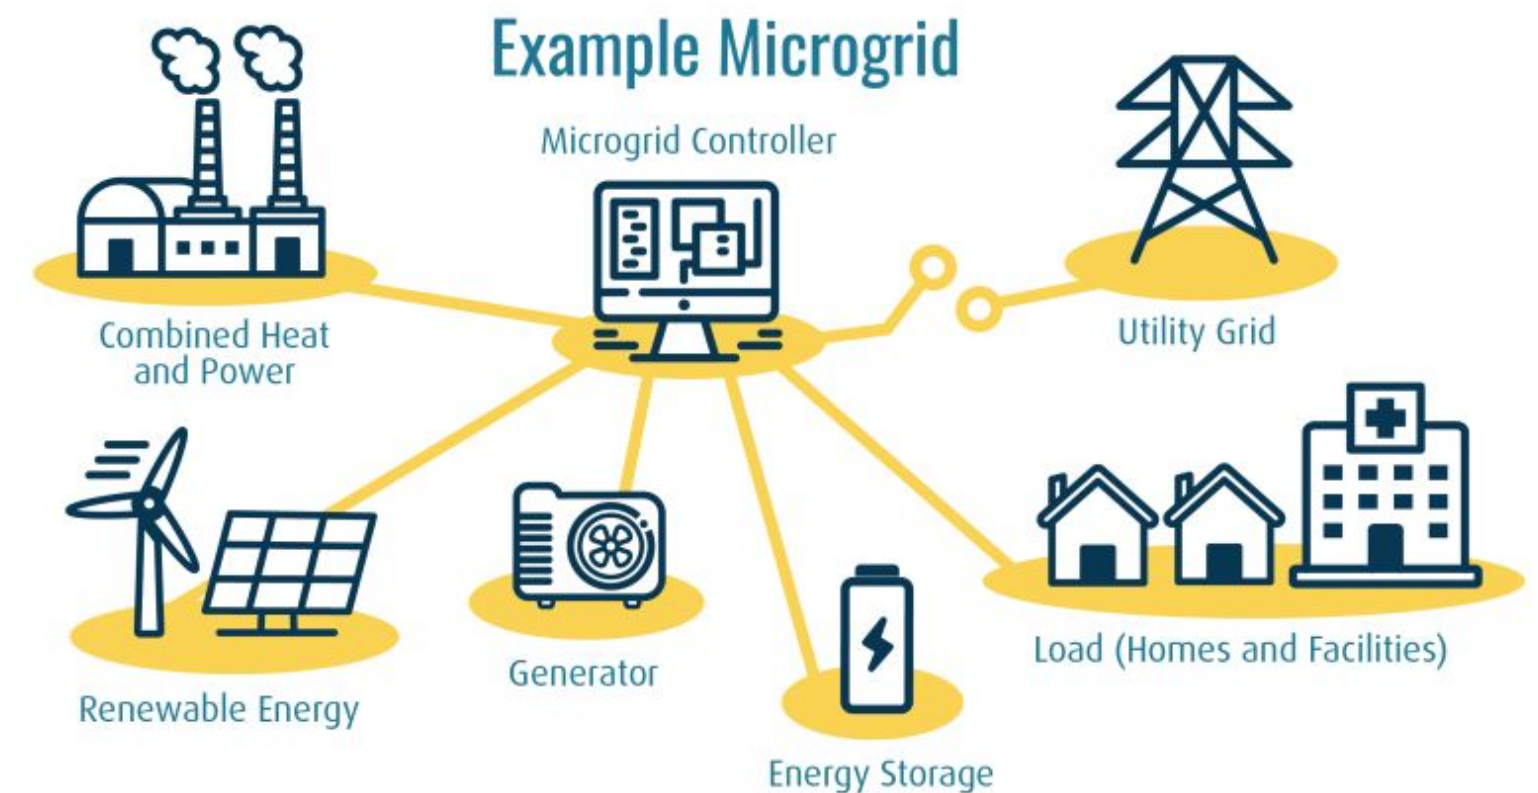 Example Microgrid
Microgrid Controller
Combined Heat
and Power
Utility Grid
Renewable Energy
Generator
Energy Storage
Load (Homes and Facilities)